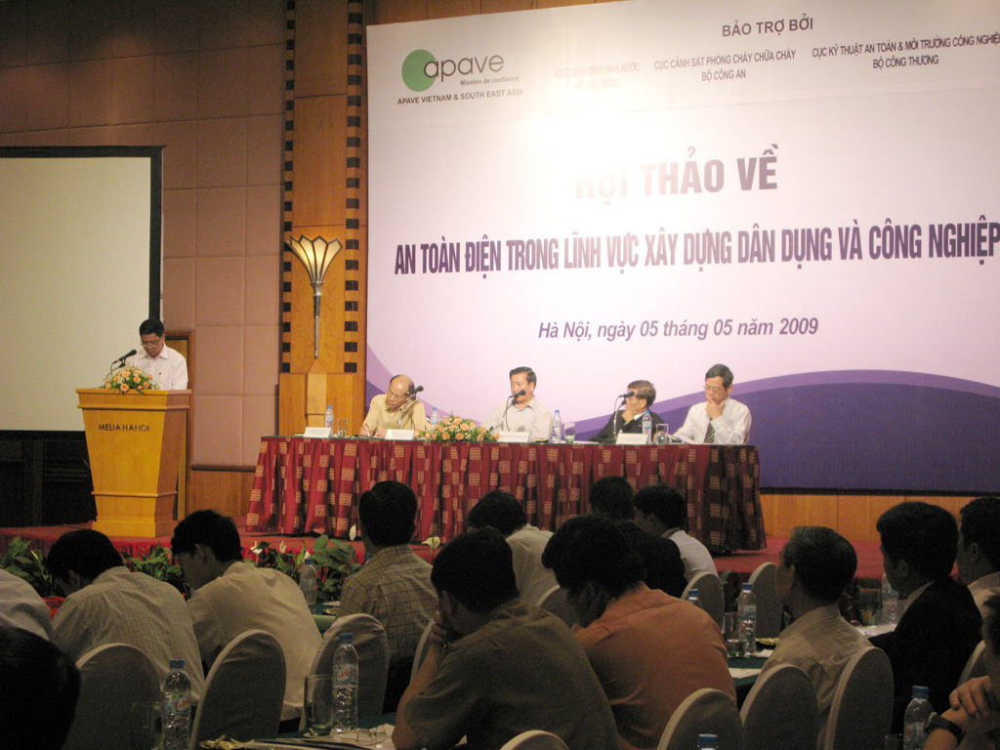 BẢO TRỢ BỞI
apave
Mission de confiance
APAVE VIETNAM & SOUTH EAST ASIA
NHÀ NƯỚC
CỤC CẢNH SÁT PHÒNG CHÁY CHỮA CHÁY
BỘ CÔNG AN
CỤC KỸ THUẬT AN TOÀN & MÔI TRƯỜNG CÔNG NGHIỆP
BỘ CÔNG THƯƠNG
HỘI THẢO VỀ
AN TOÀN ĐIỆN TRONG LĨNH VỰC XÂY DỰNG DÂN DỤNG VÀ CÔNG NGHIỆP
Hà Nội, ngày 05 tháng 05 năm 2009
MELIA HANOI